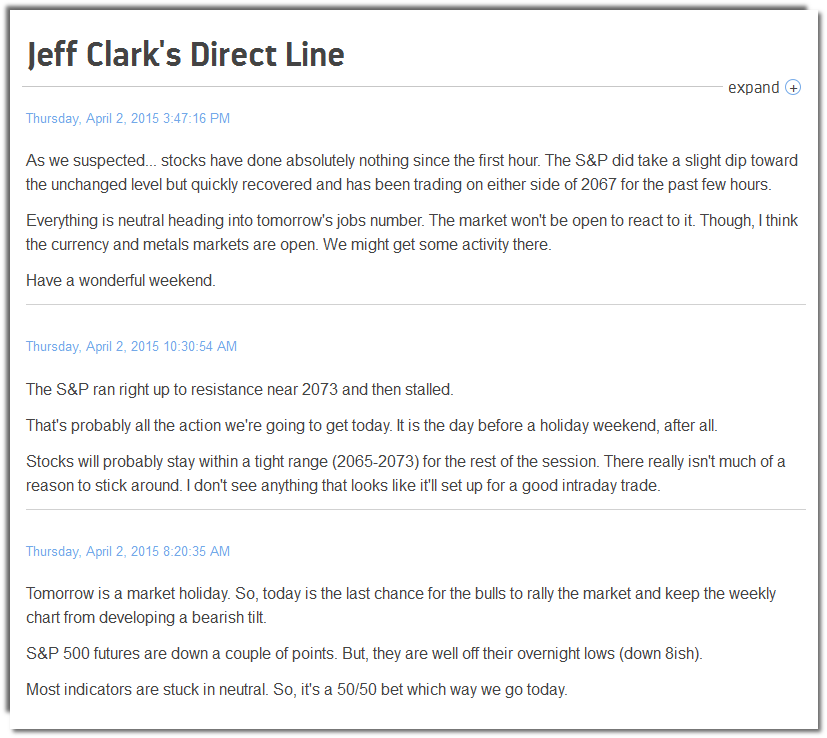 Jeff Clark's Direct Line
expand +
Thursday, April 2, 2015 3:47:16 PM
As we suspected... stocks have done absolutely nothing since the first hour. The S&P did take a slight dip toward
the unchanged level but quickly recovered and has been trading on either side of 2067 for the past few hours.
Everything is neutral heading into tomorrow's jobs number. The market won't be open to react to it. Though, I think
the currency and metals markets are open. We might get some activity there.
Have a wonderful weekend.
Thursday, April 2, 2015 10:30:54 AM
The S&P ran right up to resistance near 2073 and then stalled.
That's probably all the action we're going to get today. It is the day before a holiday weekend, after all.
Stocks will probably stay within a tight range (2065-2073) for the rest of the session. There really isn't much of a
reason to stick around. I don't see anything that looks like it'll set up for a good intraday trade.
Thursday, April 2, 2015 8:20:35 AM
Tomorrow is a market holiday. So, today is the last chance for the bulls to rally the market and keep the weekly
chart from developing a bearish tilt.
S&P 500 futures are down a couple of points. But, they are well off their overnight lows (down 8ish).
Most indicators are stuck in neutral. So, it's a 50/50 bet which way we go today.